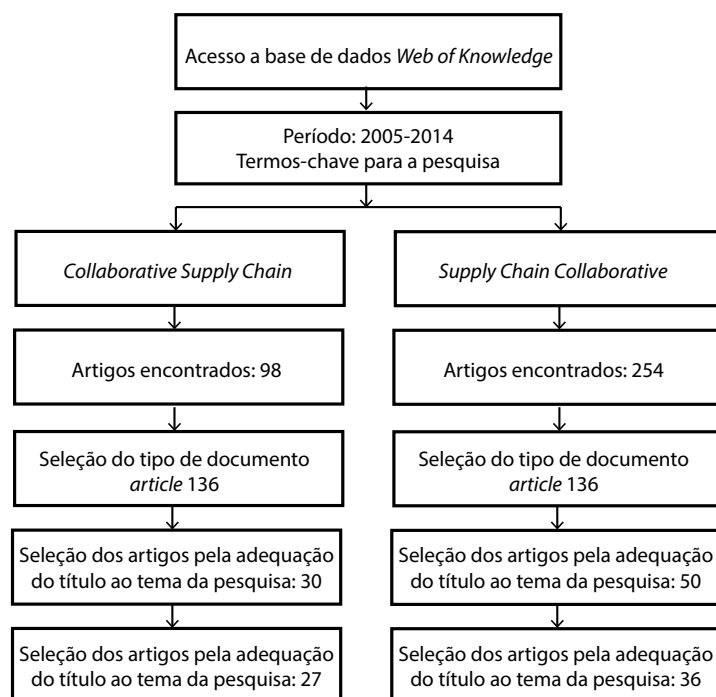 Acesso a base de dados Web of Knowledge
Período: 2005-2014
Termos-chave para a pesquisa
Collaborative Supply Chain
Supply Chain Collaborative
Artigos encontrados: 98
Artigos encontrados: 254
Seleção do tipo de documento
article 136
Seleção do tipo de documento
article 136
Seleção dos artigos pela adequação
do título ao tema da pesquisa: 30
Seleção dos artigos pela adequação
do título ao tema da pesquisa: 50
Seleção dos artigos pela adequação
do título ao tema da pesquisa: 27
Seleção dos artigos pela adequação
do título ao tema da pesquisa: 36